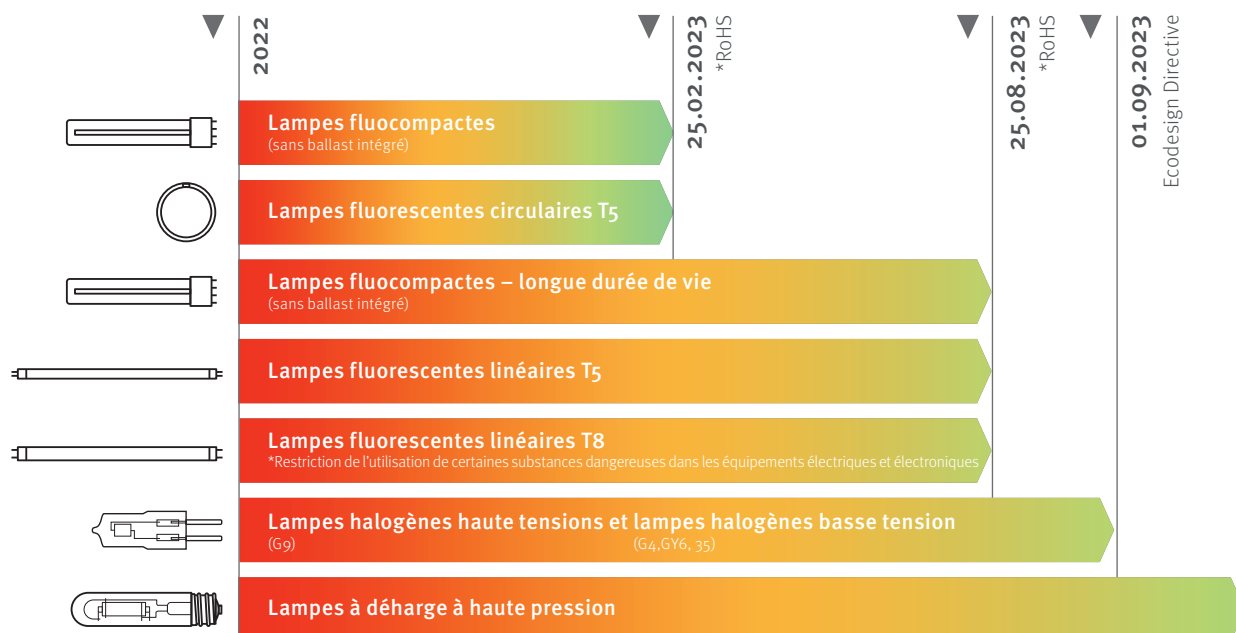 2022
25.02.2023
*RoHS
25.08.2023
*RoHS
01.09.2023
Ecodesign Directive
Lampes fluocompactes
(sans ballast intégré)
Lampes fluorescentes circulaires T5
Lampes fluocompactes – longue durée de vie
(sans ballast intégré)
Lampes fluorescentes linéaires T5
Lampes fluorescentes linéaires T8
*Restriction de l'utilisation de certaines substances dangereuses dans les équipements électriques et électroniques
Lampes halogènes haute tensions et lampes halogènes basse tension
(G9) (G4,GY6, 35)
Lampes à déharge à haute pression